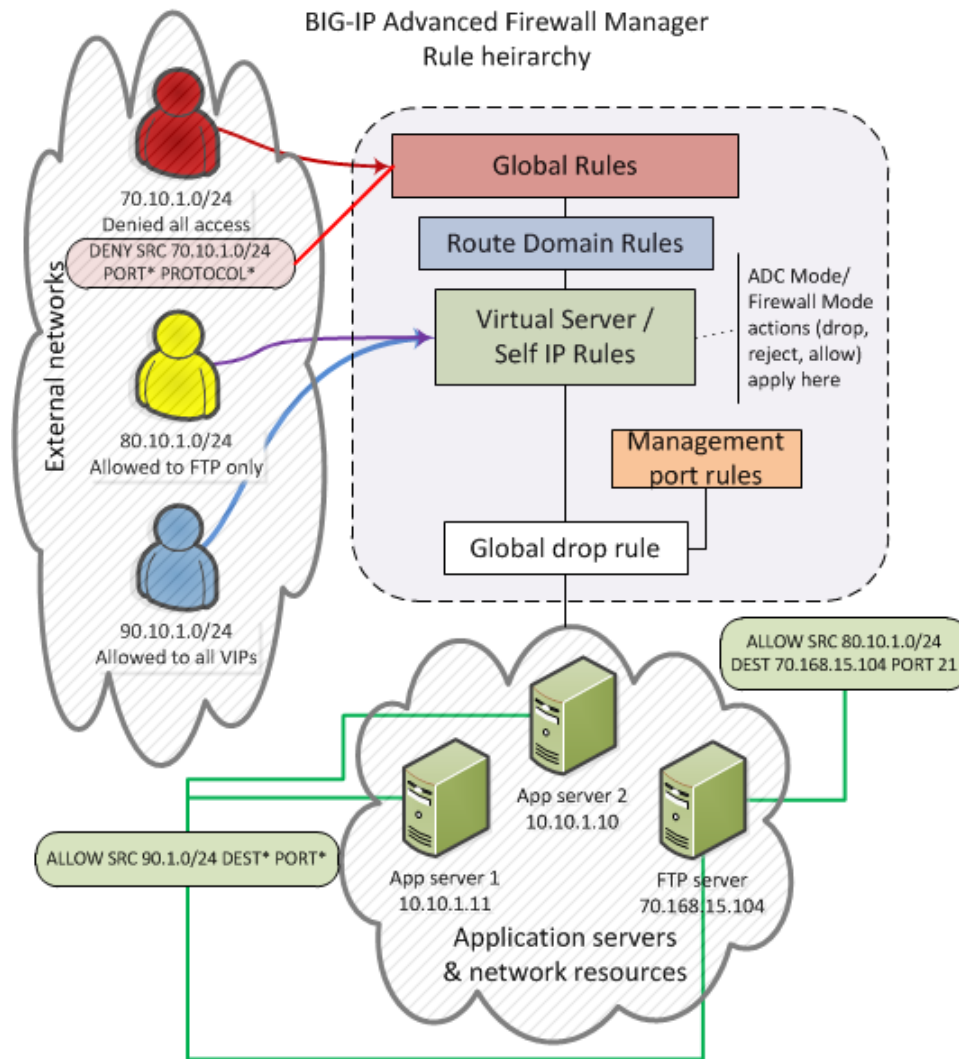 BIG-IP Advanced Firewall Manager
Rule heirarchy
External networks
70.10.1.0/24
Denied all access
DENY SRC 70.10.1.0/24
PORT* PROTOCOL*
80.10.1.0/24
Allowed to FTP only
90.10.1.0/24
Allowed to all VIPs
Global Rules
Route Domain Rules
Virtual Server /
Self IP Rules
ADC Mode/
Firewall Mode
actions (drop,
reject, allow)
apply here
Management
port rules
Global drop rule
ALLOW SRC 80.10.1.0/24
DEST 70.168.15.104 PORT 21
App server 2
10.10.1.10
App server 1
10.10.1.11
FTP server
70.168.15.104
ALLOW SRC 90.1.0/24 DEST* PORT*
Application servers
& network resources